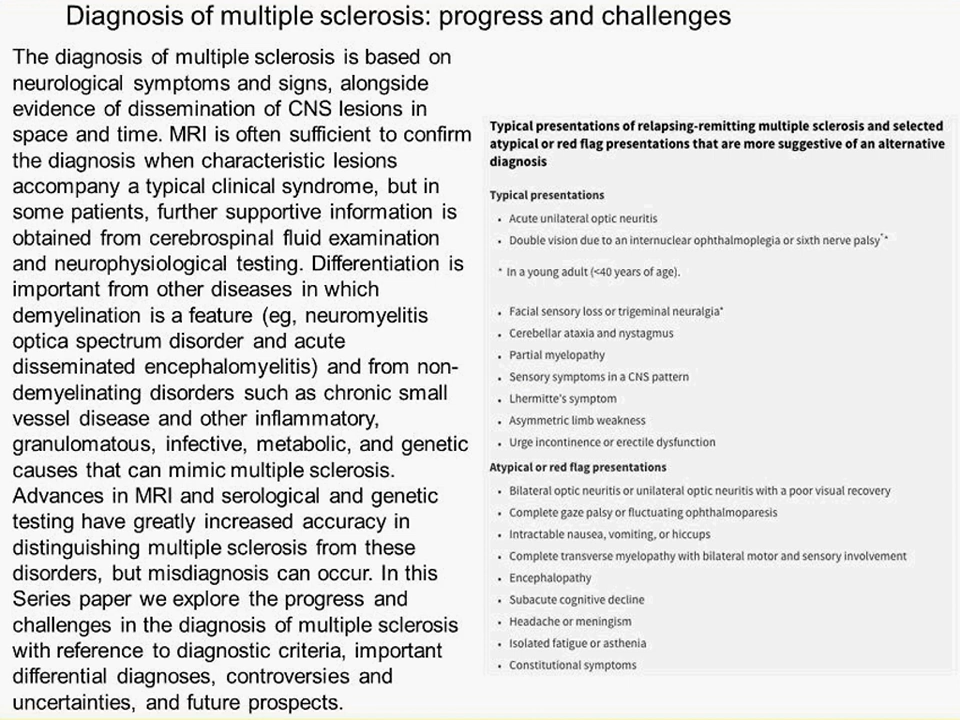 Diagnosis of multiple sclerosis: progress and challenges
The diagnosis of multiple sclerosis is based on
neurological symptoms and signs, alongside
evidence of dissemination of CNS lesions in
space and time. MRI is often sufficient to confirm
the diagnosis when characteristic lesions
accompany a typical clinical syndrome, but in
some patients, further supportive information is
obtained from cerebrospinal fluid examination
and neurophysiological testing. Differentiation is
important from other diseases in which
demyelination is a feature (eg, neuromyelitis
optica spectrum disorder and acute
disseminated encephalomyelitis) and from non-
demyelinating disorders such as chronic small
vessel disease and other inflammatory,
granulomatous, infective, metabolic, and genetic
causes that can mimic multiple sclerosis.
Advances in MRI and serological and genetic
testing have greatly increased accuracy in
distinguishing multiple sclerosis from these
disorders, but misdiagnosis can occur. In this
Series paper we explore the progress and
challenges in the diagnosis of multiple sclerosis
with reference to diagnostic criteria, important
differential diagnoses, controversies and
uncertainties, and future prospects.
Typical presentations of relapsing-remitting multiple sclerosis and selected
atypical or red flag presentations that are more suggestive of an alternative
diagnosis
Typical presentations
• Acute unilateral optic neuritis
• Double vision due to an internuclear ophthalmoplegia or sixth nerve palsy**
* In a young adult (<40 years of age).
• Facial sensory loss or trigeminal neuralgia*
• Cerebellar ataxia and nystagmus
• Partial myelopathy
• Sensory symptoms in a CNS pattern
• Lhermitte's symptom
• Asymmetric limb weakness
• Urge incontinence or erectile dysfunction
Atypical or red flag presentations
• Bilateral optic neuritis or unilateral optic neuritis with a poor visual recovery
• Complete gaze palsy or fluctuating ophthalmoparesis
• Intractable nausea, vomiting, or hiccups
• Complete transverse myelopathy with bilateral motor and sensory involvement
• Encephalopathy
• Subacute cognitive decline
• Headache or meningism
• Isolated fatigue or asthenia
• Constitutional symptoms